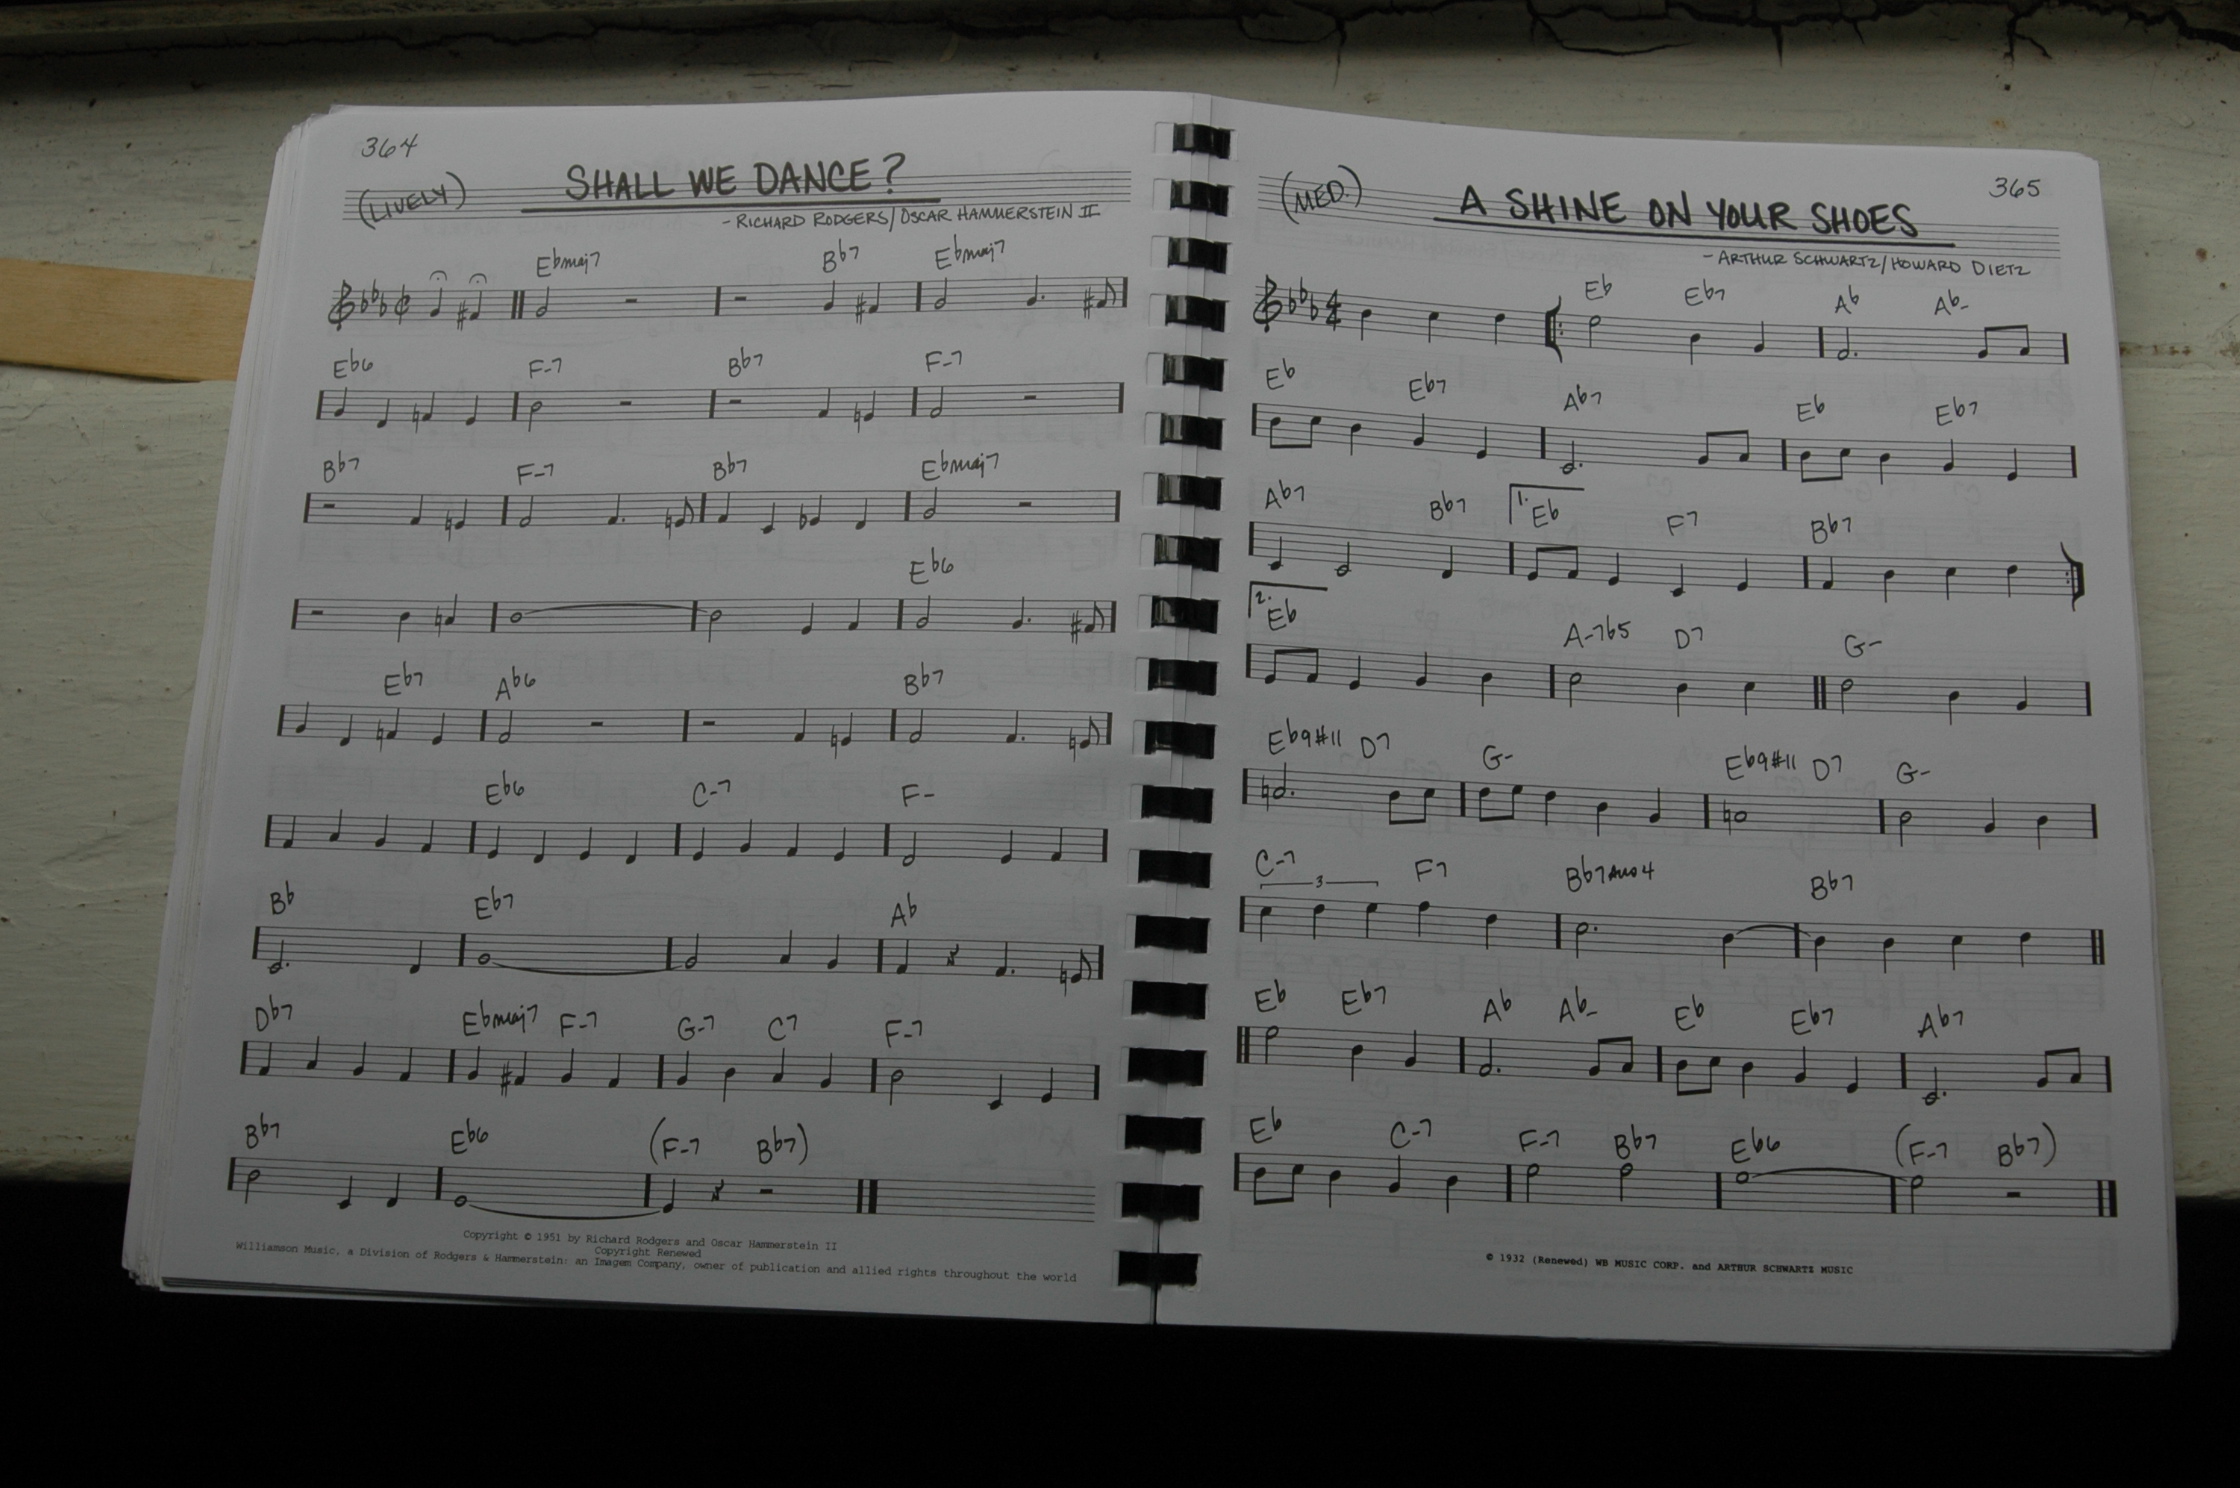 364
(LIVELY) SHALL WE DANCE?
- RICHARD RODGERS/OSCAR HAMMERSTEIN II
Ebmaj7 Bb7 Ebmaj7
Eb6 F-7 Bb7 F-7
Bb7 F-7 Bb7 Ebmaj7
Eb6
Eb7 Ab6 Bb7
Eb6 C-7 F-
Bb Eb7 Ab
Db7 Ebmaj7 F-7 G-7 C7 F-7
Bb7 Eb6 (F-7 Bb7)
Copyright © 1951 by Richard Rodgers and Oscar Hammerstein II
Copyright Renewed
Williamson Music, a Division of Rodgers & Hammerstein: an Imagem Company, owner of publication and allied rights throughout the world
365
(MED.) A SHINE ON YOUR SHOES
- ARTHUR SCHWARTZ/HOWARD DIETZ
4/4 Eb Eb7 Ab Ab-
Eb Eb7 Ab7 Eb Eb7
Ab7 Bb7 1. Eb F7 Bb7
2. Eb A-7b5 D7 G-
Eb9#11 D7 G- Eb9#11 D7 G-
C-7 3 F7 Bb7sus4 Bb7
Eb Eb7 Ab Ab- Eb Eb7 Ab7
Eb C-7 F-7 Bb7 Eb6 (F-7 Bb7)
© 1932 (Renewed) WB MUSIC CORP. and ARTHUR SCHWARTZ MUSIC